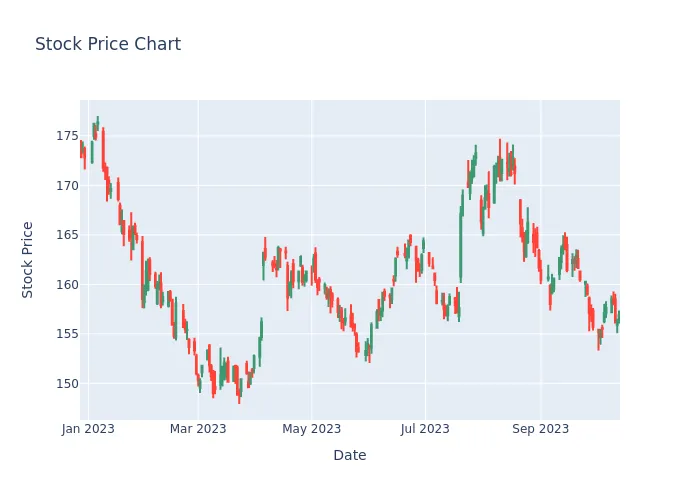 Stock Price Chart
Stock Price
175
170
165
160
155
150
Jan 2023
Mar 2023
May 2023
Jul 2023
Sep 2023
Date